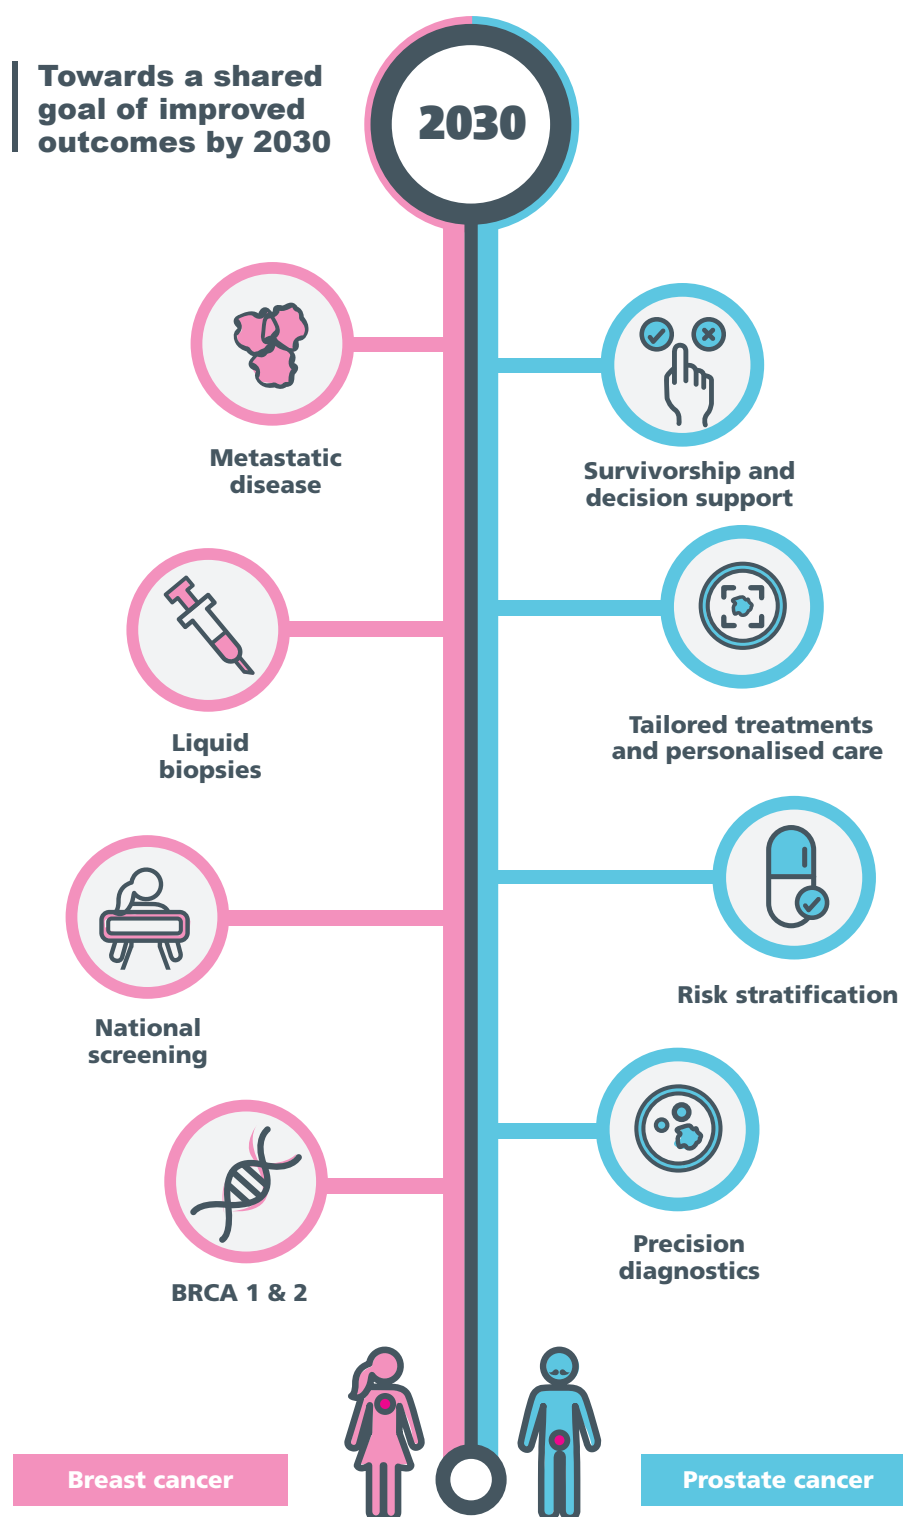 Towards a shared
goal of improved
outcomes by 2030
2030
Metastatic
disease
Survivorship and
decision support
Liquid
biopsies
Tailored treatments
and personalised care
National
screening
Risk stratification
BRCA 1 & 2
Precision
diagnostics
Breast cancer
Prostate cancer